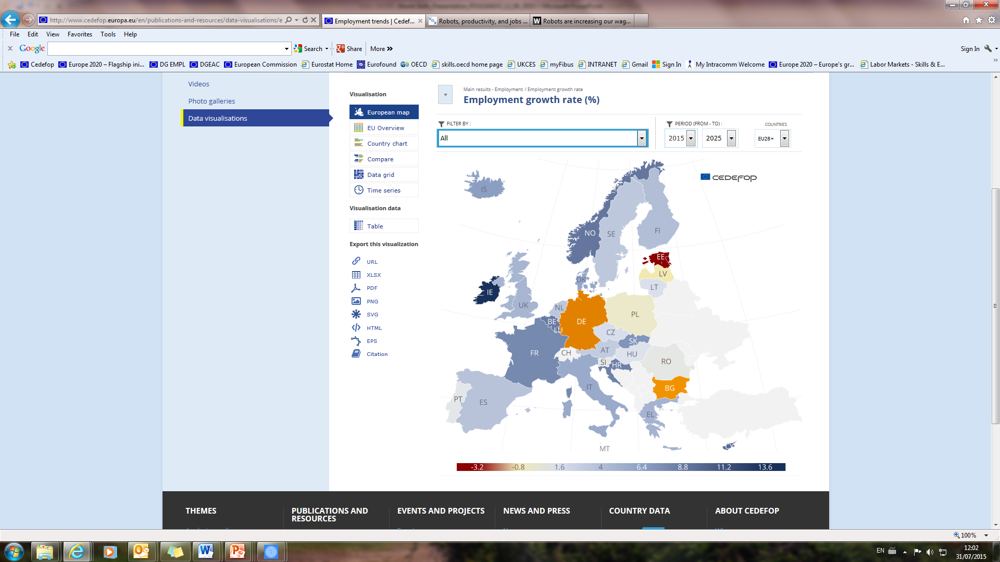 http://www.cedefop.europa.eu/en/publications-and-resources/data-visualisations/e
Employment trends | Cedef...
Robots, productivity, and jobs ...
Robots are increasing our wag...
File Edit View Favorites Tools Help
Google
Search
Share
More
Sign In
Cedefop
Europe 2020 – Flagship ini...
DG EMPL
DGEAC
European Commission
Eurostat Home
Eurofound
OECD
skills.oecd home page
UKCES
myFibus
INTRANET
Gmail
Sign In
My Intracomm Welcome
Europe 2020 – Europe's gr...
Labor Markets - Skills & E...
Videos
Photo galleries
Data visualisations
Visualisation
European map
EU Overview
Country chart
Compare
Data grid
Time series
Visualisation data
Table
Export this visualization
URL
XLSX
PDF
PNG
SVG
HTML
EPS
Citation
Main results - Employment / Employment growth rate
Employment growth rate (%)
FILTER BY :
All
PERIOD (FROM - TO) :
2015
2025
COUNTRIES
EU28+
CEDEFOP
IS
NO
SE
FI
EE
LV
LT
DK
IE
UK
NL
BE
LU
DE
PL
CZ
SK
FR
CH
AT
HU
SI
HR
RO
IT
BG
PT
ES
EL
MT
CY
-3.2 -0.8 1.6 4 6.4 8.8 11.2 13.6
THEMES
PUBLICATIONS AND
RESOURCES
EVENTS AND PROJECTS
NEWS AND PRESS
COUNTRY DATA
ABOUT CEDEFOP
100%
EN
12:02
31/07/2015